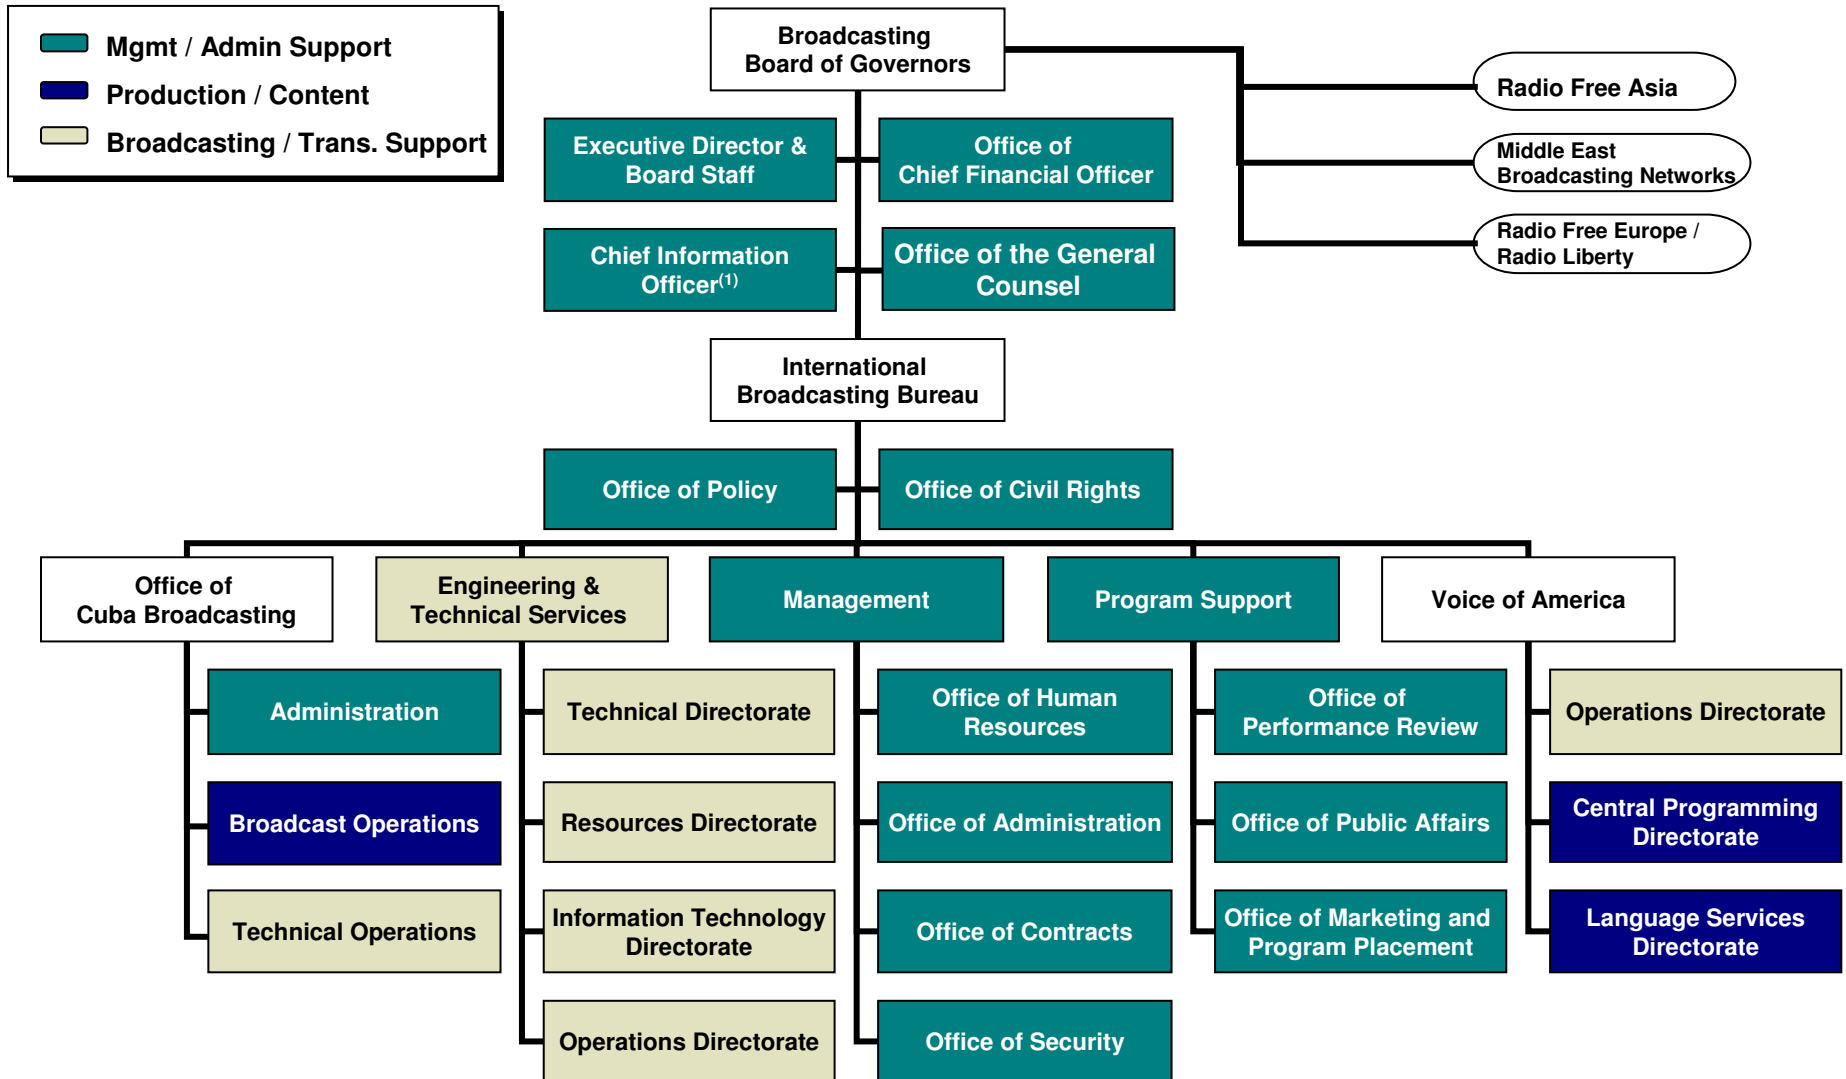 Mgmt / Admin Support
Production / Content
Broadcasting / Trans. Support
Broadcasting
Board of Governors
Radio Free Asia
Middle East
Broadcasting Networks
Radio Free Europe /
Radio Liberty
Executive Director &
Board Staff
Office of
Chief Financial Officer
Chief Information
Officer(1)
Office of the General
Counsel
International
Broadcasting Bureau
Office of Policy
Office of Civil Rights
Office of
Cuba Broadcasting
Engineering &
Technical Services
Management
Program Support
Voice of America
Administration
Technical Directorate
Office of Human
Resources
Office of
Performance Review
Operations Directorate
Broadcast Operations
Resources Directorate
Office of Administration
Office of Public Affairs
Central Programming
Directorate
Technical Operations
Information Technology
Directorate
Office of Contracts
Office of Marketing and
Program Placement
Language Services
Directorate
Operations Directorate
Office of Security